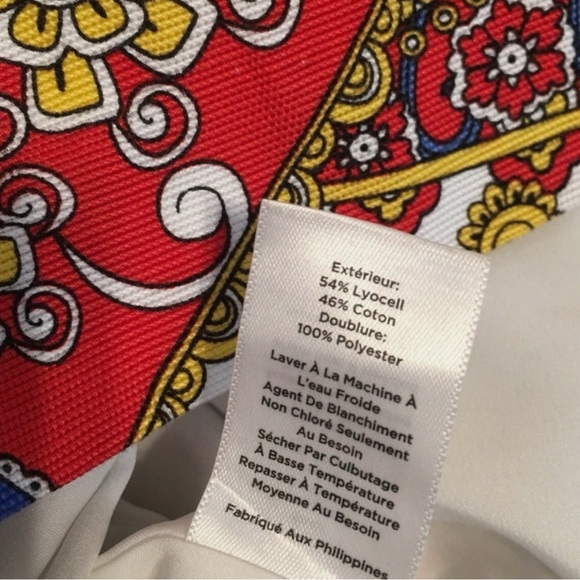 Extérieur:
54% Lyocell
46% Coton
Doublure:
100% Polyester
Laver À La Machine À
L'eau Froide
Agent De Blanchiment
Non Chloré Seulement
Au Besoin
Sécher Par Culbutage
À Basse Température
Repasser À Température
Moyenne Au Besoin
Fabriqué Aux Philippines